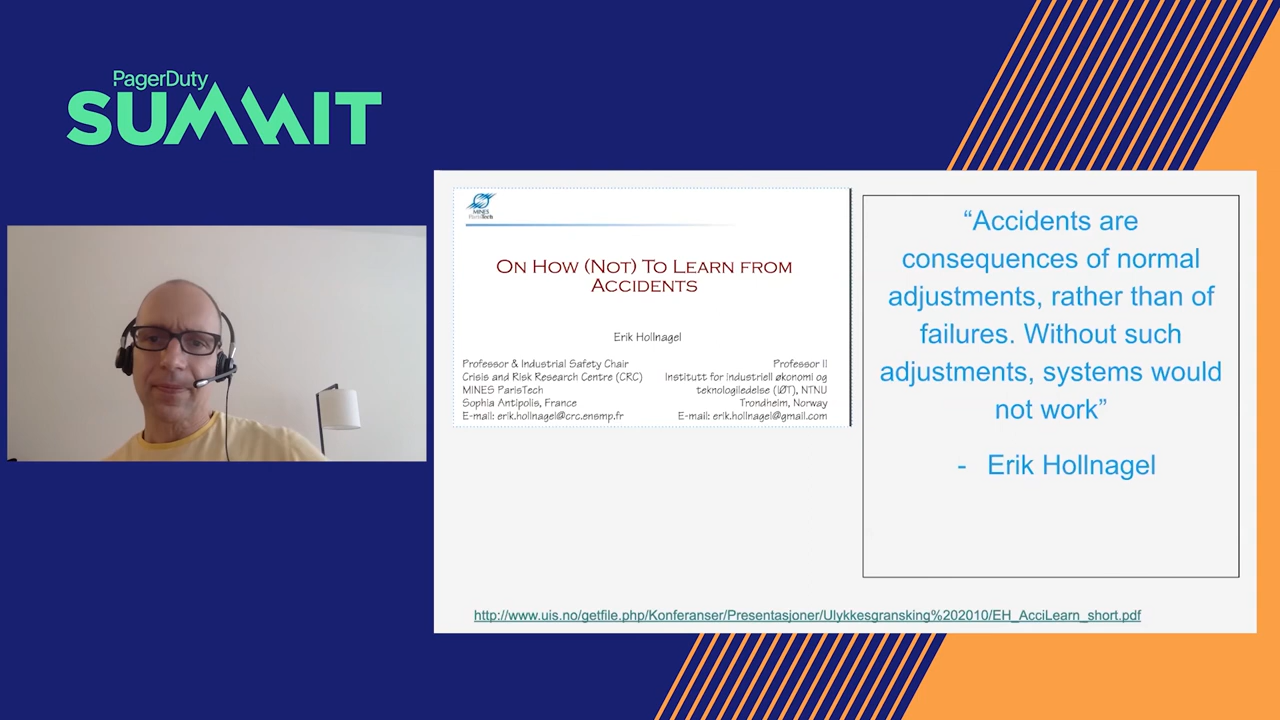 PagerDuty
SUMMIT
MINES
ParisTech
ON HOW (NOT) TO LEARN FROM
ACCIDENTS
Erik Hollnagel
Professor & Industrial Safety Chair
Crisis and Risk Research Centre (CRC)
MINES ParisTech
Sophia Antipolis, France
E-mail: erik.hollnagel@crc.ensmp.fr
Professor II
Institutt for industriell økonomi og
teknologiledelse (IØT), NTNU
Trondheim, Norway
E-mail: erik.hollnagel@gmail.com
“Accidents are
consequences of normal
adjustments, rather than of
failures. Without such
adjustments, systems would
not work”
- Erik Hollnagel
http://www.uis.no/getfile.php/Konferanser/Presentasjoner/Ulykkesgransking%202010/EH_AcciLearn_short.pdf